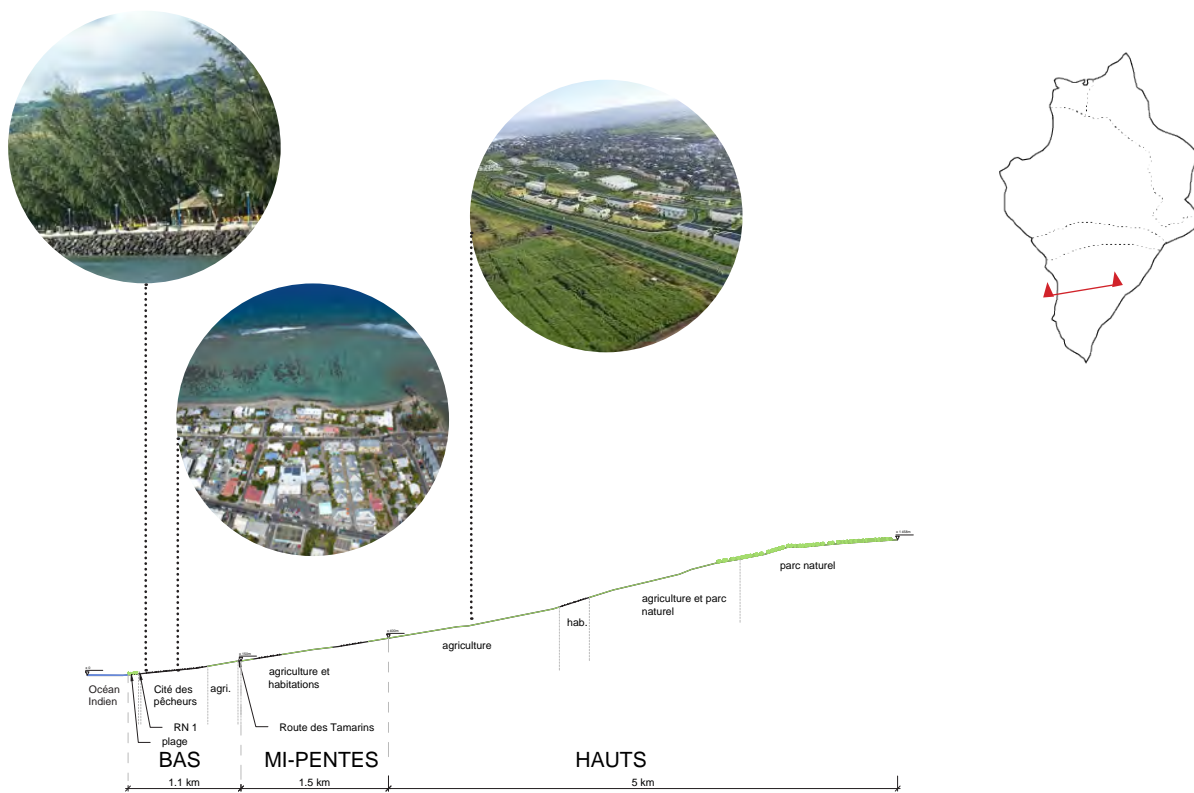 parc naturel
agriculture et parc
naturel
hab.
agriculture
agriculture et
habitations
agri.
Cité des
pêcheurs
Océan
Indien
RN 1
plage
Route des Tamarins
BAS
MI-PENTES
HAUTS
1.1 km
1.5 km
5 km